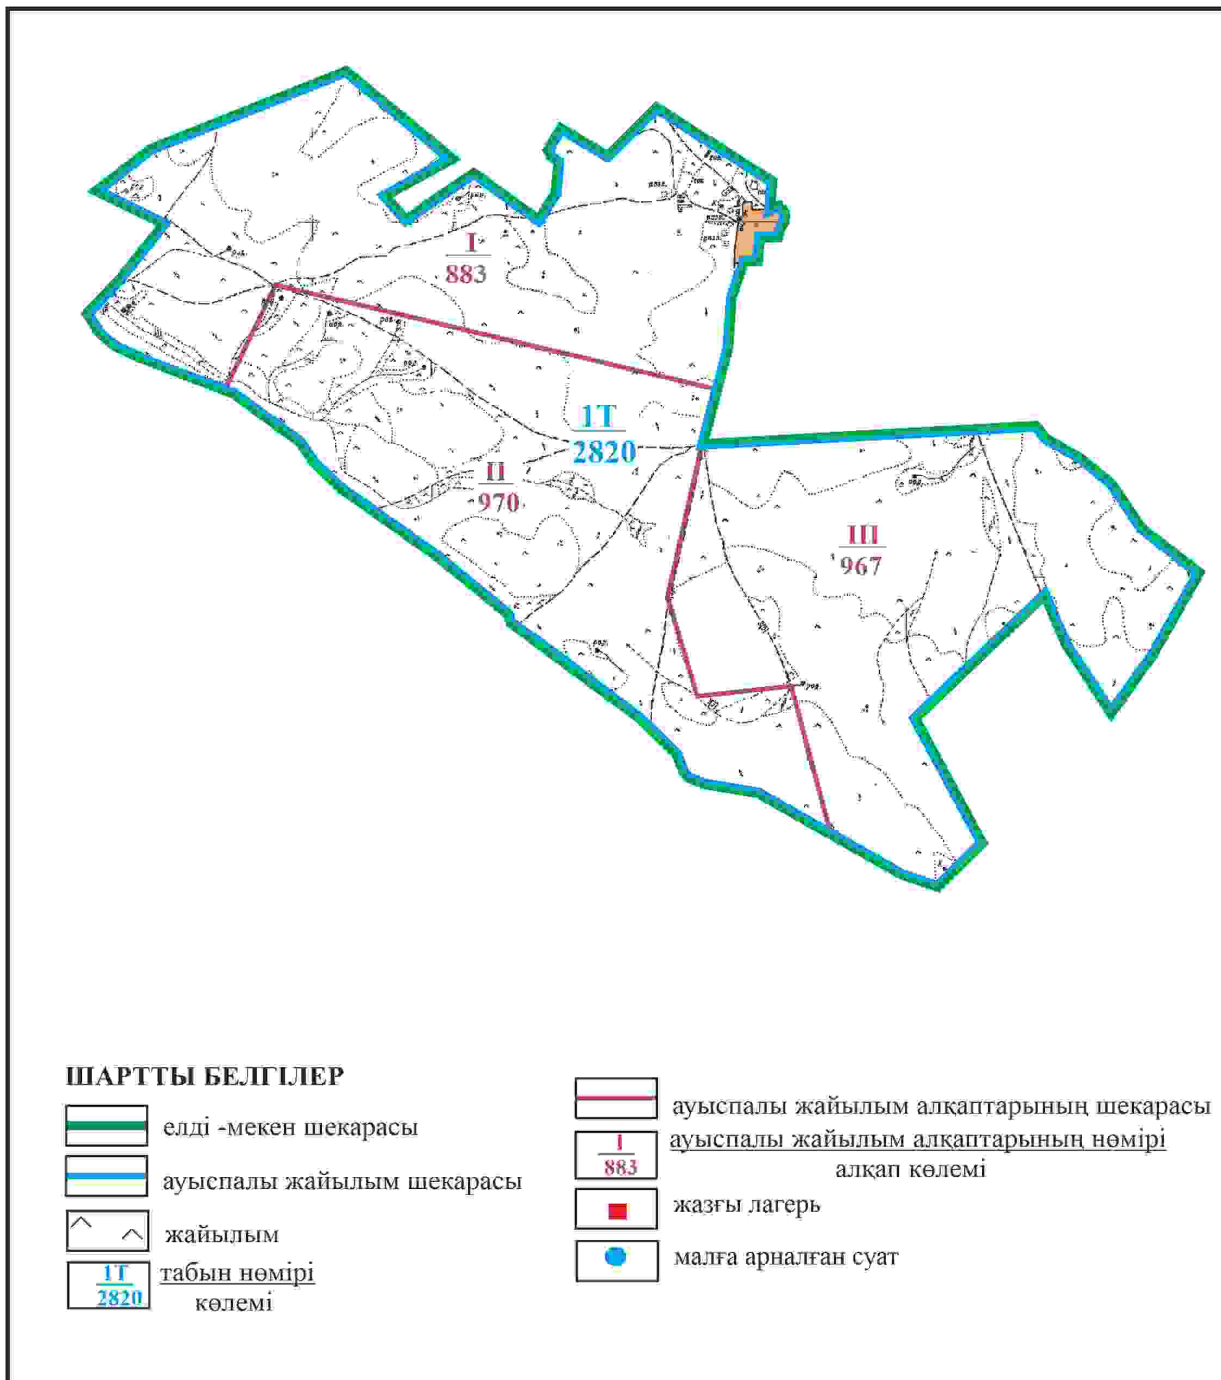 I
883
1Т
2820
II
970
III
967
ШАРТТЫ БЕЛГІЛЕР
елді -мекен шекарасы
ауыспалы жайылым шекарасы
жайылым
1Т
2820
табын нөмірі
көлемі
ауыспалы жайылым алқаптарының шекарасы
I
883
ауыспалы жайылым алқаптарының нөмірі
алқап көлемі
жазғы лагерь
малға арналған суат